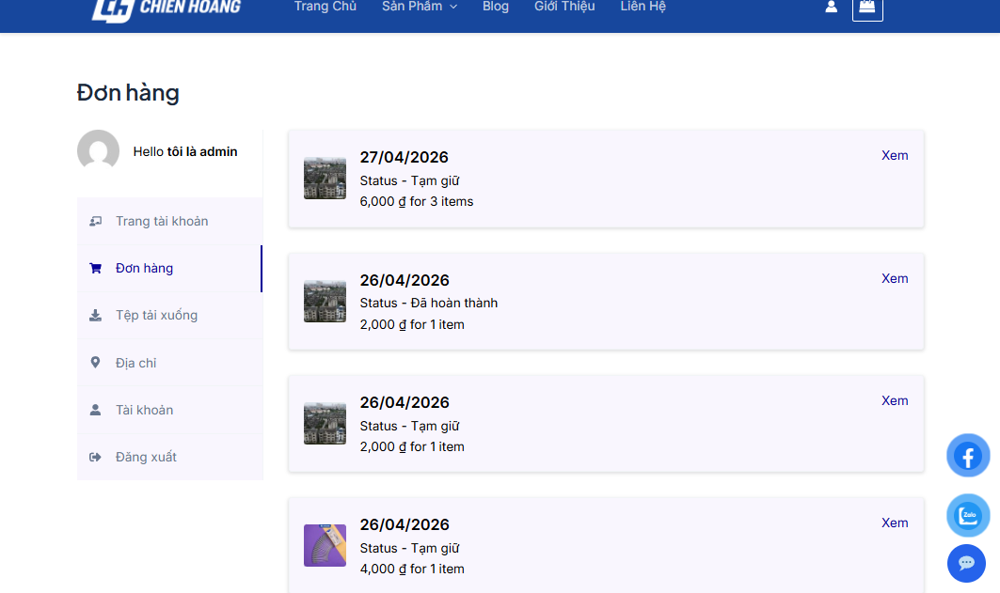 CHIẾN HOÀNG
Trang Chủ
Sản Phẩm
Blog
Giới Thiệu
Liên Hệ
Đơn hàng
Hello tôi là admin
Trang tài khoản
Đơn hàng
Tệp tải xuống
Địa chỉ
Tài khoản
Đăng xuất
27/04/2026
Xem
Status - Tạm giữ
6,000 ₫ for 3 items
26/04/2026
Xem
Status - Đã hoàn thành
2,000 ₫ for 1 item
26/04/2026
Xem
Status - Tạm giữ
2,000 ₫ for 1 item
26/04/2026
Xem
Status - Tạm giữ
4,000 ₫ for 1 item
Zalo